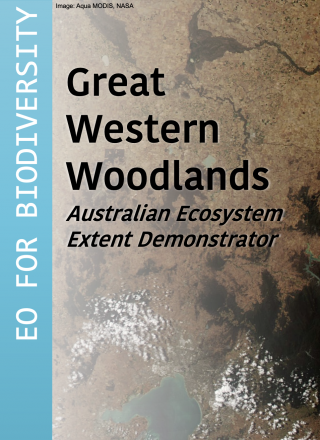 Image: Aqua MODIS, NASA
EO FOR BIODIVERSITY
Great
Western
Woodlands
Australian Ecosystem
Extent Demonstrator